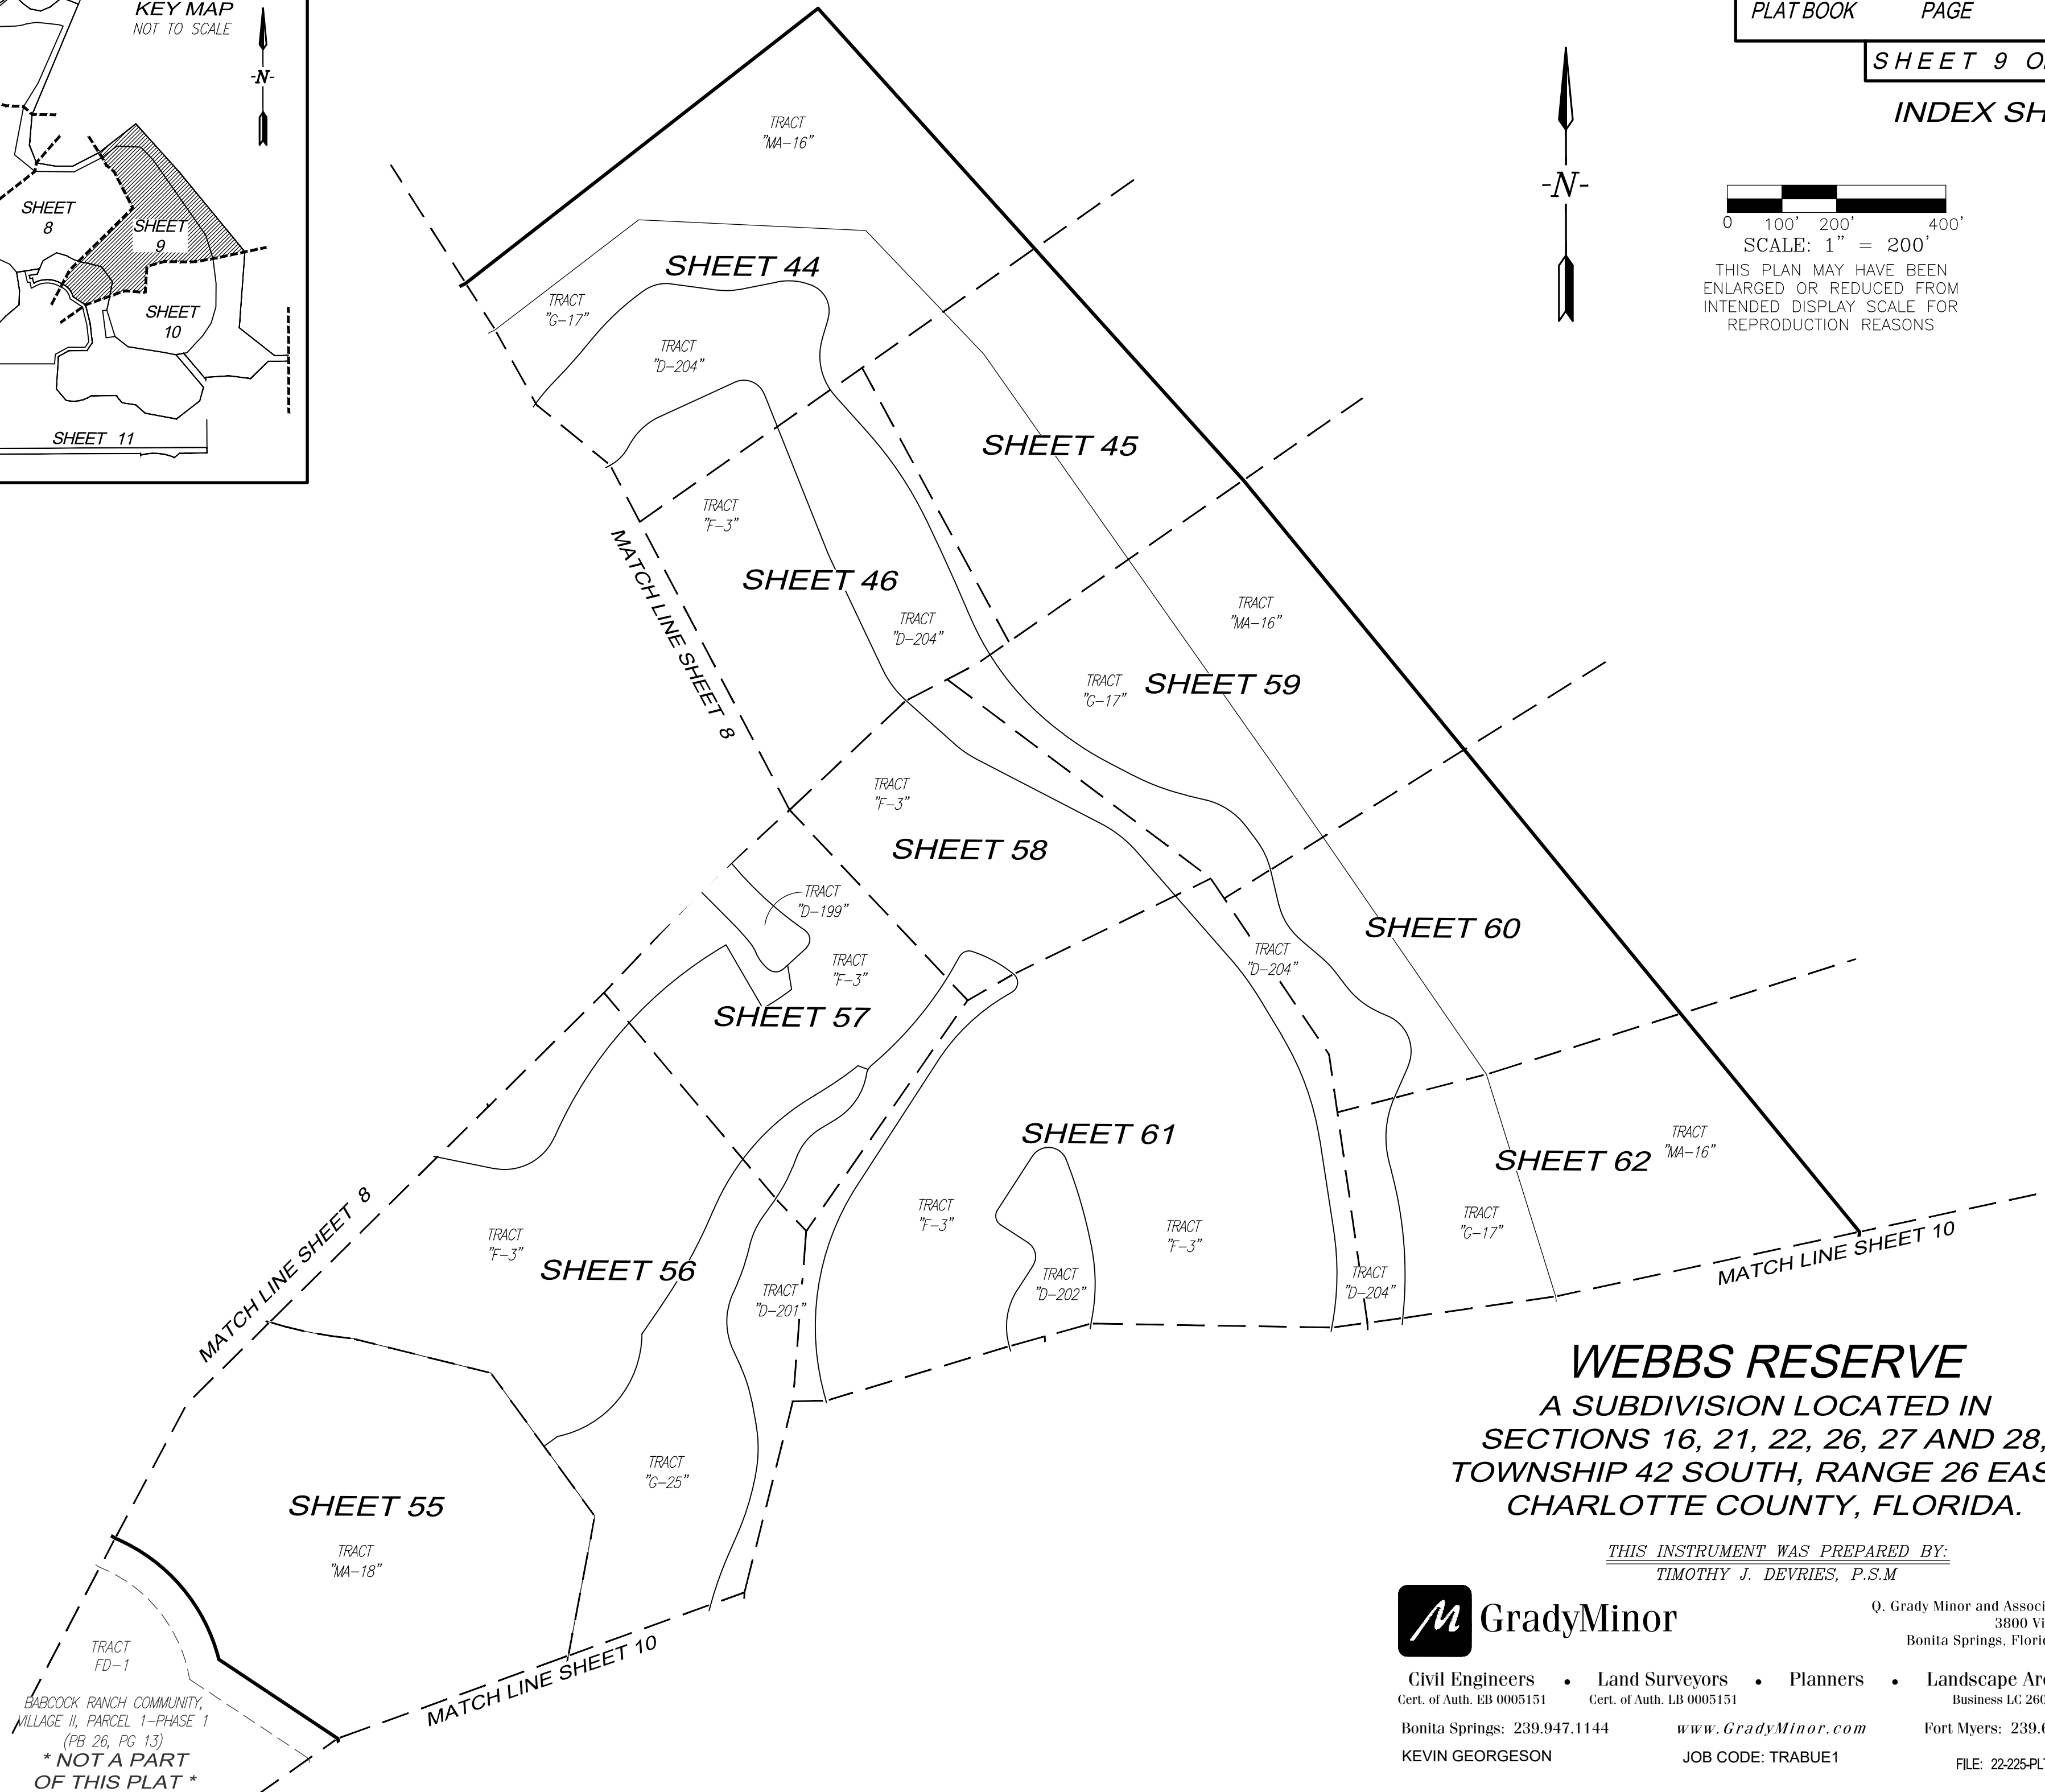 KEY MAP
NOT TO SCALE
-N-
SHEET
8
SHEET
9
SHEET
10
SHEET 11
PLAT BOOK PAGE
SHEET 9
INDEX
-N-
0 100' 200' 400'
SCALE: 1" = 200'
THIS PLAN MAY HAVE BEEN
ENLARGED OR REDUCED FROM
INTENDED DISPLAY SCALE FOR
REPRODUCTION REASONS
TRACT
"MA-16"
SHEET 44
TRACT
"G-17"
TRACT
"D-204"
SHEET 45
TRACT
"F-3"
SHEET 46
MATCH LINE SHEET 8
TRACT
"D-204"
TRACT
"MA-16"
TRACT
"G-17"
SHEET 59
TRACT
"F-3"
SHEET 58
TRACT
"D-199"
TRACT
"F-3"
SHEET 57
TRACT
"D-204"
SHEET 60
SHEET 61
SHEET 62
TRACT
"MA-16"
TRACT
"F-3"
TRACT
"F-3"
TRACT
"G-17"
MATCH LINE SHEET 8
TRACT
"F-3"
SHEET 56
TRACT
"D-201"
TRACT
"D-202"
TRACT
"D-204"
MATCH LINE SHEET 10
TRACT
"G-25"
SHEET 55
TRACT
"MA-18"
MATCH LINE SHEET 10
TRACT
FD-1
BABCOCK RANCH COMMUNITY,
VILLAGE II, PARCEL 1-PHASE 1
(PB 26, PG 13)
* NOT A PART
OF THIS PLAT *
WEBBS RESERVE
A SUBDIVISION LOCATED IN
SECTIONS 16, 21, 22, 26, 27 AND 28,
TOWNSHIP 42 SOUTH, RANGE 26
CHARLOTTE COUNTY, FLORIDA.
THIS INSTRUMENT WAS PREPARED BY:
TIMOTHY J. DEVRIES, P.S.M
GradyMinor
Q. Grady Minor and
3800
Bonita Springs,
Civil Engineers • Land Surveyors • Planners • Landscape
Cert. of Auth. EB 0005151 Cert. of Auth. LB 0005151 Business LC
Bonita Springs: 239.947.1144 www.GradyMinor.com Fort Myers:
KEVIN GEORGESON JOB CODE: TRABUE1 FILE: